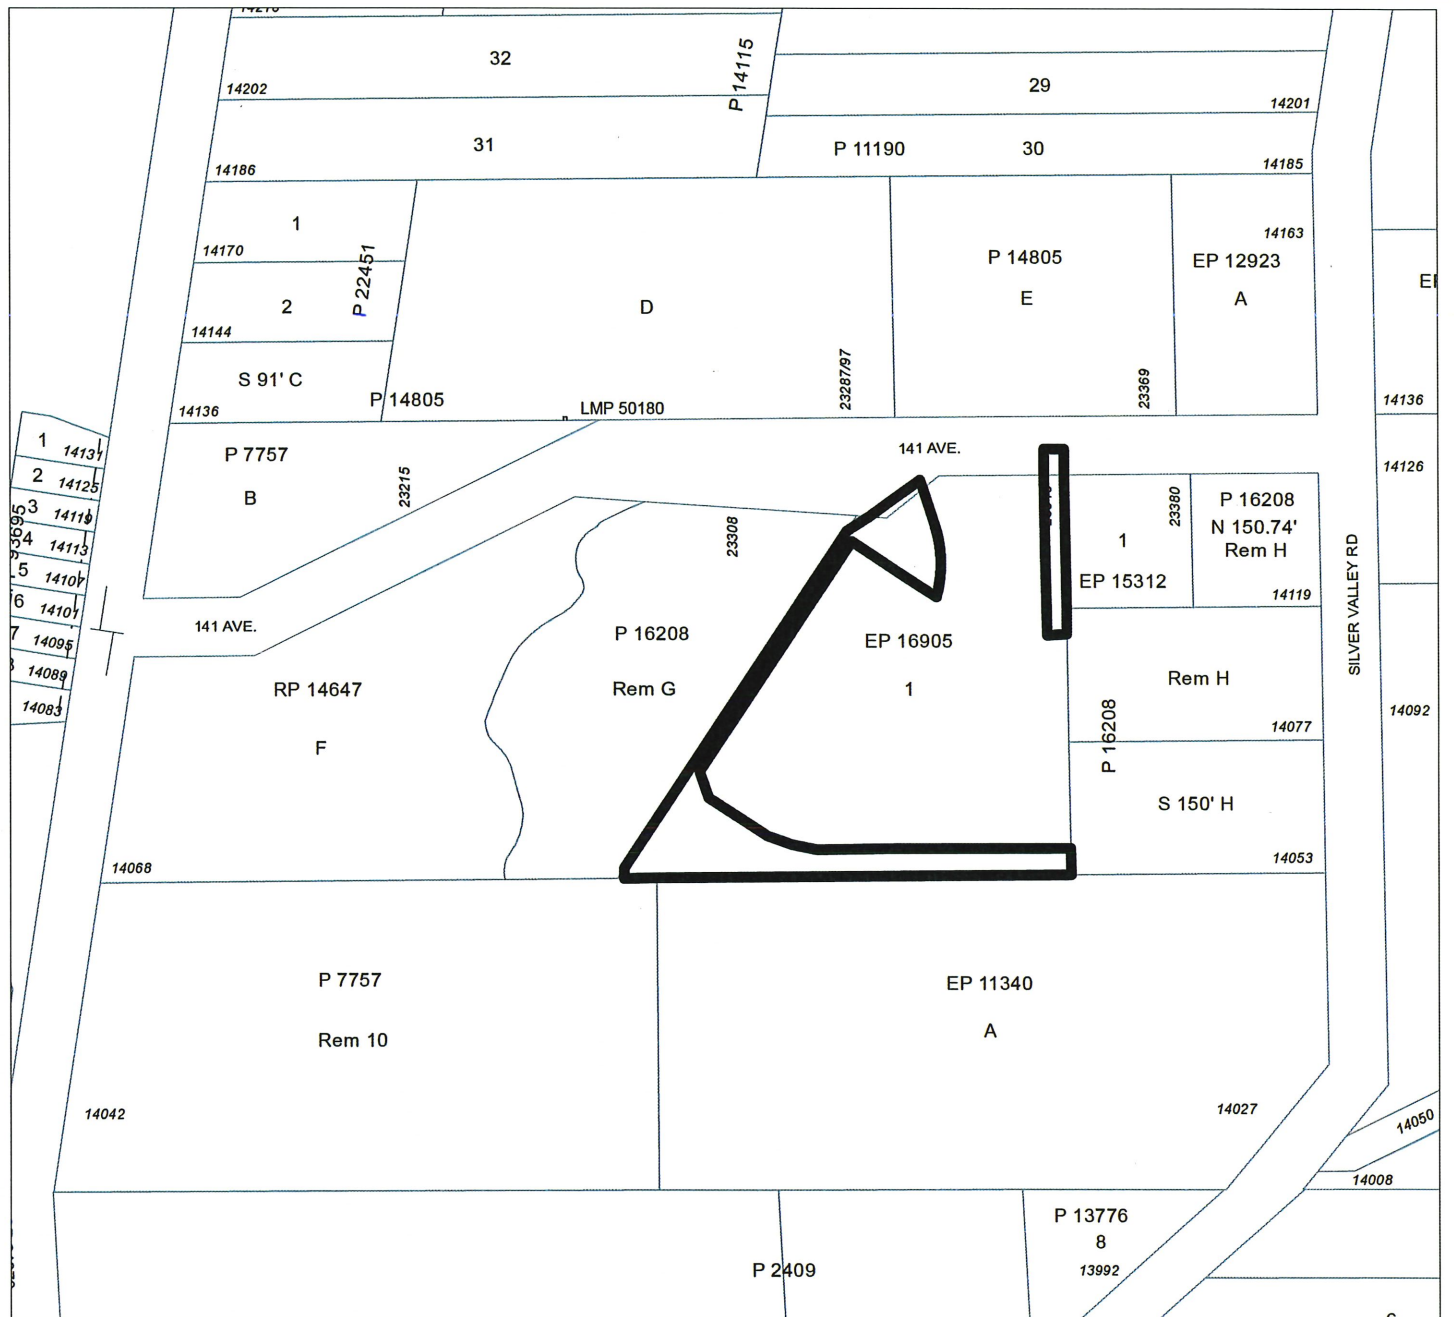 32
P 14115
14202
29
14201
31
P 11190
30
14186
14185
1
14170
P 22451
2
14144
D
P 14805
E
14163
EP 12923
A
S 91' C
14136
P 14805
LMP 50180
23287/97
23369
14136
1 14131
2 14125
3 14119
4 14113
5 14107
6 14101
7 14095
14089
14083
P 7757
B
23215
141 AVE.
14126
23308
1
EP 15312
23380
P 16208
N 150.74'
Rem H
14119
SILVER VALLEY RD
141 AVE.
RP 14647
F
P 16208
Rem G
EP 16905
1
Rem H
P 16208
14077
14092
S 150' H
14068
14053
P 7757
Rem 10
EP 11340
A
14042
14027
14050
14008
P 13776
8
13992
P 2409